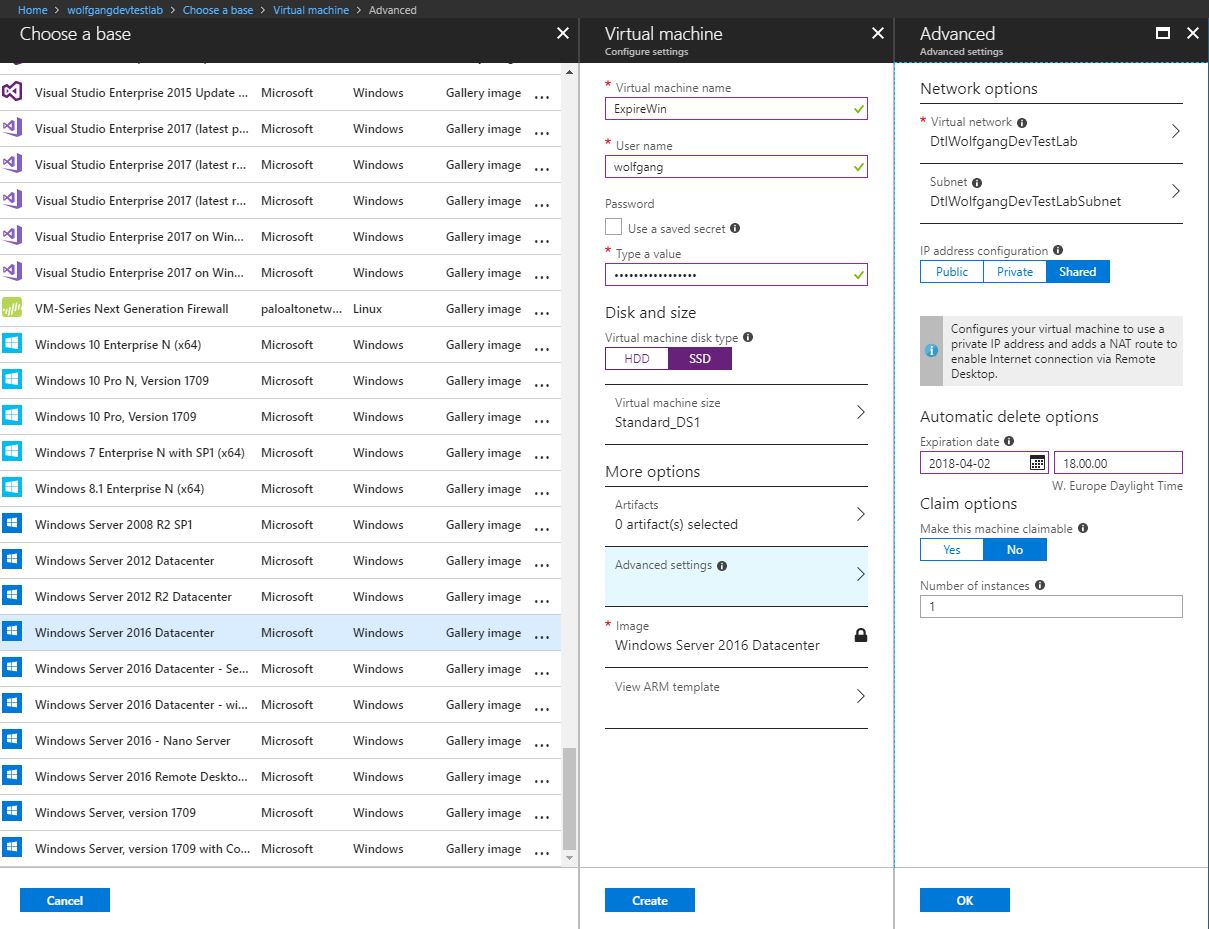 Home > wolfgangdevtestlab > Choose a base > Virtual machine > Advanced
Choose a base
Visual Studio Enterprise 2015 Update ... Microsoft Windows Gallery image ...
Visual Studio Enterprise 2017 (latest p... Microsoft Windows Gallery image ...
Visual Studio Enterprise 2017 (latest r... Microsoft Windows Gallery image ...
Visual Studio Enterprise 2017 (latest r... Microsoft Windows Gallery image ...
Visual Studio Enterprise 2017 on Win... Microsoft Windows Gallery image ...
Visual Studio Enterprise 2017 on Win... Microsoft Windows Gallery image ...
VM-Series Next Generation Firewall paloaltonetw... Linux Gallery image ...
Windows 10 Enterprise N (x64) Microsoft Windows Gallery image ...
Windows 10 Pro N, Version 1709 Microsoft Windows Gallery image ...
Windows 10 Pro, Version 1709 Microsoft Windows Gallery image ...
Windows 7 Enterprise N with SP1 (x64) Microsoft Windows Gallery image ...
Windows 8.1 Enterprise N (x64) Microsoft Windows Gallery image ...
Windows Server 2008 R2 SP1 Microsoft Windows Gallery image ...
Windows Server 2012 Datacenter Microsoft Windows Gallery image ...
Windows Server 2012 R2 Datacenter Microsoft Windows Gallery image ...
Windows Server 2016 Datacenter Microsoft Windows Gallery image ...
Windows Server 2016 Datacenter - Se... Microsoft Windows Gallery image ...
Windows Server 2016 Datacenter - wi... Microsoft Windows Gallery image ...
Windows Server 2016 - Nano Server Microsoft Windows Gallery image ...
Windows Server 2016 Remote Deskto... Microsoft Windows Gallery image ...
Windows Server, version 1709 Microsoft Windows Gallery image ...
Windows Server, version 1709 with Co... Microsoft Windows Gallery image ...
Cancel
Virtual machine
Configure settings
* Virtual machine name
ExpireWin
* User name
wolfgang
Password
Use a saved secret
* Type a value
•••••••••••••••••
Disk and size
Virtual machine disk type
HDD SSD
Virtual machine size
Standard_DS1
More options
Artifacts
0 artifact(s) selected
Advanced settings
* Image
Windows Server 2016 Datacenter
View ARM template
Create
Advanced
Advanced settings
Network options
* Virtual network
DtlWolfgangDevTestLab
Subnet
DtlWolfgangDevTestLabSubnet
IP address configuration
Public Private Shared
Configures your virtual machine to use a
private IP address and adds a NAT route to
enable Internet connection via Remote
Desktop.
Automatic delete options
Expiration date
2018-04-02 18.00.00
W. Europe Daylight Time
Claim options
Make this machine claimable
Yes No
Number of instances
1
OK